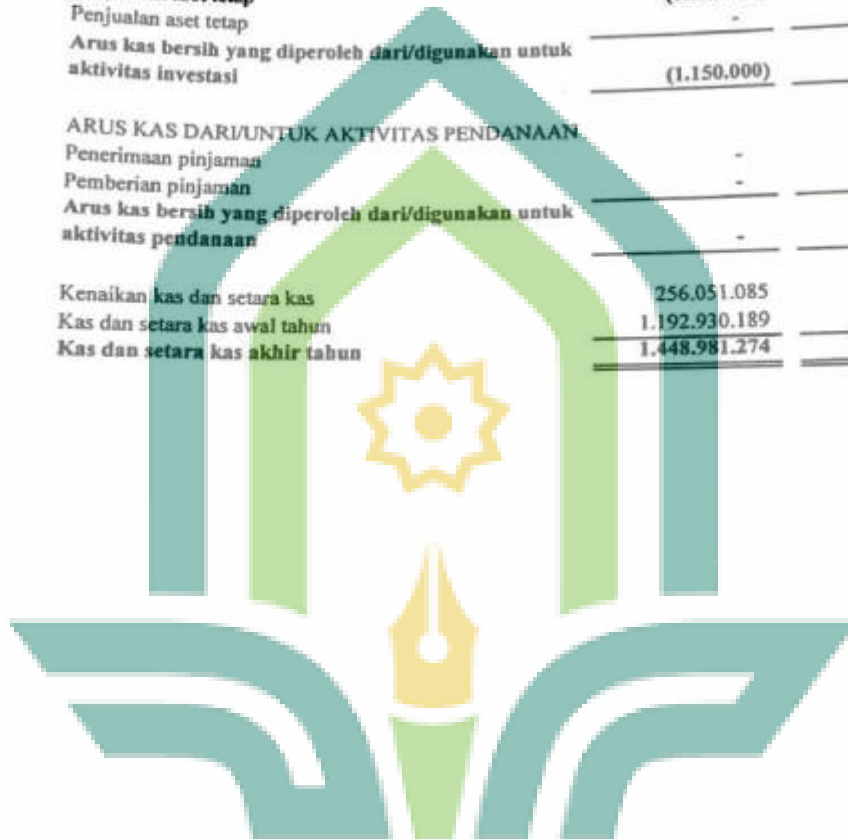 Penjualan aset tetap -
Arus kas bersih yang diperoleh dari/digunakan untuk
aktivitas investasi (1.150.000)
ARUS KAS DARI/UNTUK AKTIVITAS PENDANAAN
Penerimaan pinjaman -
Pemberian pinjaman -
Arus kas bersih yang diperoleh dari/digunakan untuk
aktivitas pendanaan -
Kenaikan kas dan setara kas 256.051.085
Kas dan setara kas awal tahun 1.192.930.189
Kas dan setara kas akhir tahun 1.448.981.274